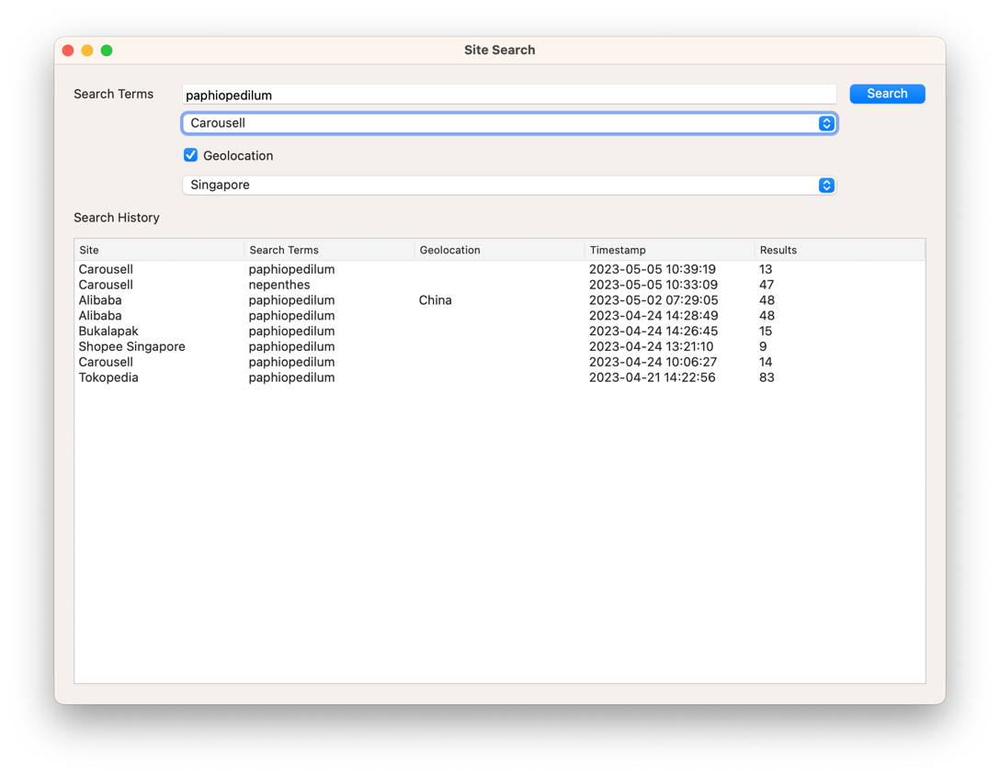 Site Search
Search Terms paphiopedilum Search
Carousell
Geolocation
Singapore
Search History
Site Search Terms Geolocation Timestamp Results
Carousell paphiopedilum 2023-05-05 10:39:19 13
Carousell nepenthes 2023-05-05 10:33:09 47
Alibaba paphiopedilum China 2023-05-02 07:29:05 48
Alibaba paphiopedilum 2023-04-24 14:28:49 48
Bukalapak paphiopedilum 2023-04-24 14:26:45 15
Shopee Singapore paphiopedilum 2023-04-24 13:21:10 9
Carousell paphiopedilum 2023-04-24 10:06:27 14
Tokopedia paphiopedilum 2023-04-21 14:22:56 83